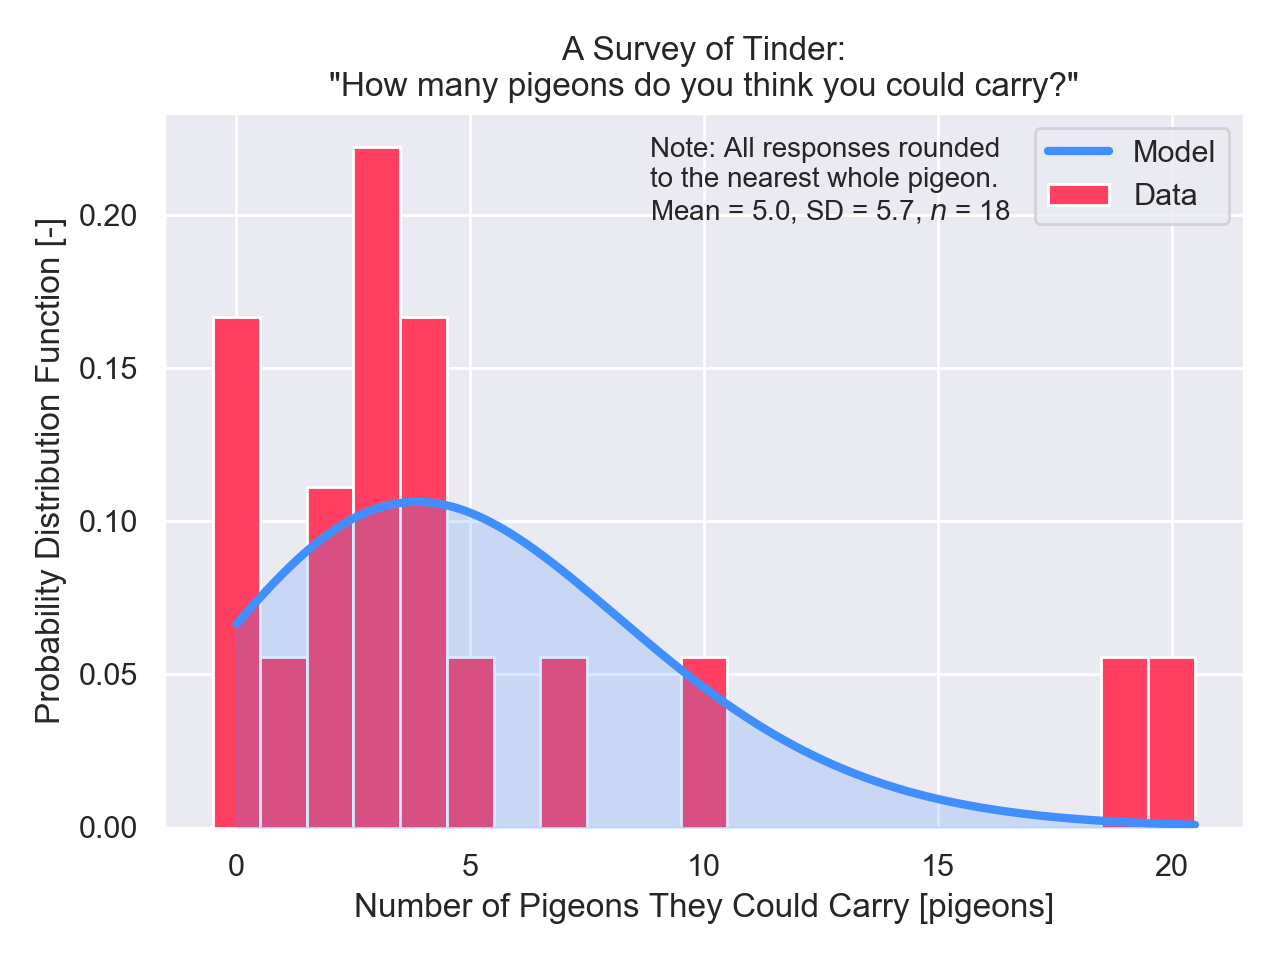 A Survey of Tinder:
"How many pigeons do you think you could carry?"
Note: All responses rounded
to the nearest whole pigeon.
Mean = 5.0, SD = 5.7, n = 18
Model
Data
Probability Distribution Function [-]
0.20
0.15
0.10
0.05
0.00
0 5 10 15 20
Number of Pigeons They Could Carry [pigeons]